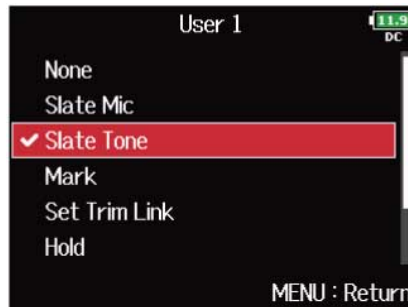 User 1
11.9
DC
None
Slate Mic
Slate Tone
Mark
Set Trim Link
Hold
MENU : Return